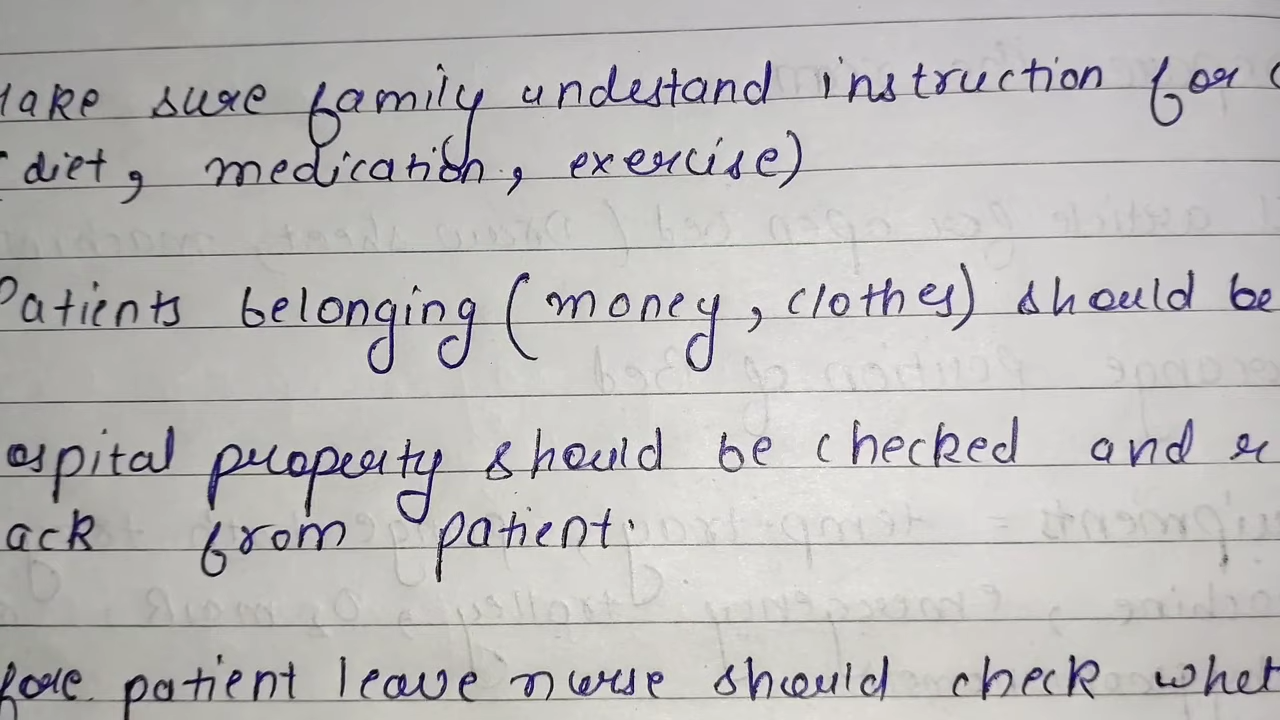 lake sure family undestand instruction for
diet, medication, exercise)
Patients belonging (money, clothes) should be
ospital property should be checked and r
ack from patient.
fore patient leave nurse should check whet